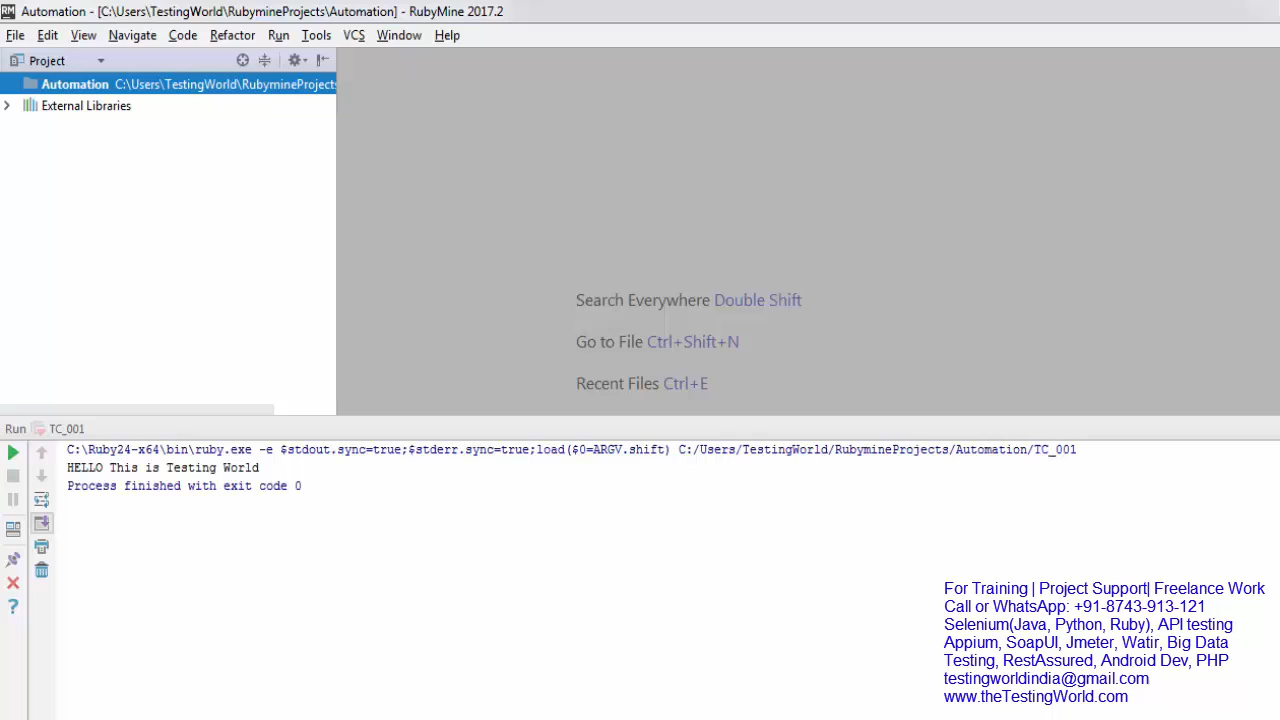 RM Automation - [C:\Users\TestingWorld\RubymineProjects\Automation] - RubyMine 2017.2
File Edit View Navigate Code Refactor Run Tools VCS Window Help
Project
Automation C:\Users\TestingWorld\RubymineProjects
External Libraries
Search Everywhere Double Shift
Go to File Ctrl+Shift+N
Recent Files Ctrl+E
Run TC_001
C:\Ruby24-x64\bin\ruby.exe -e $stdout.sync=true;$stderr.sync=true;load($0=ARGV.shift) C:/Users/TestingWorld/RubymineProjects/Automation/TC_001
HELLO This is Testing World
Process finished with exit code 0
?
For Training | Project Support| Freelance Work
Call or WhatsApp: +91-8743-913-121
Selenium(Java, Python, Ruby), API testing
Appium, SoapUI, Jmeter, Watir, Big Data
Testing, RestAssured, Android Dev, PHP
testingworldindia@gmail.com
www.theTestingWorld.com